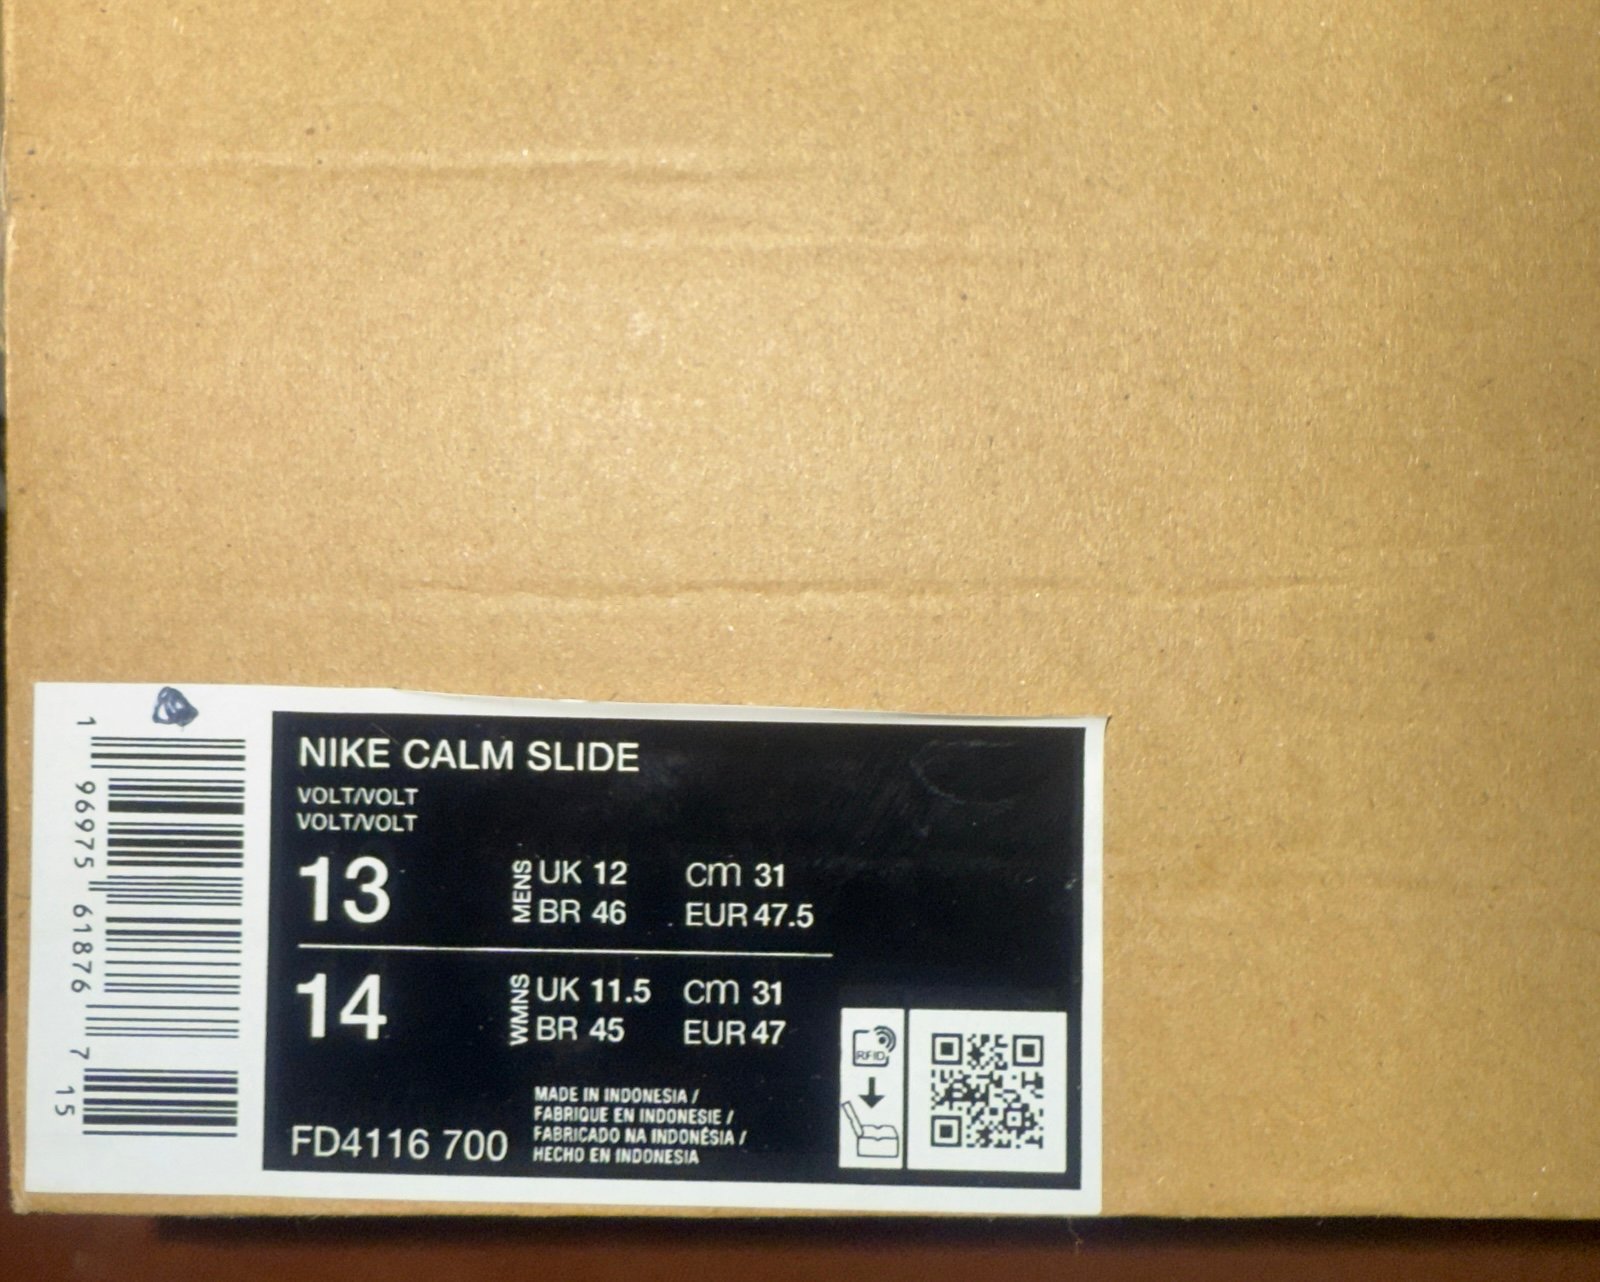 1 96975 61876 7 15
NIKE CALM SLIDE
VOLT/VOLT
VOLT/VOLT
13 MENS UK 12 cm 31
BR 46 EUR 47.5
14 WMNS UK 11.5 cm 31
BR 45 EUR 47
FD4116 700
MADE IN INDONESIA /
FABRIQUE EN INDONESIE /
FABRICADO NA INDONÉSIA /
HECHO EN INDONESIA
RFID